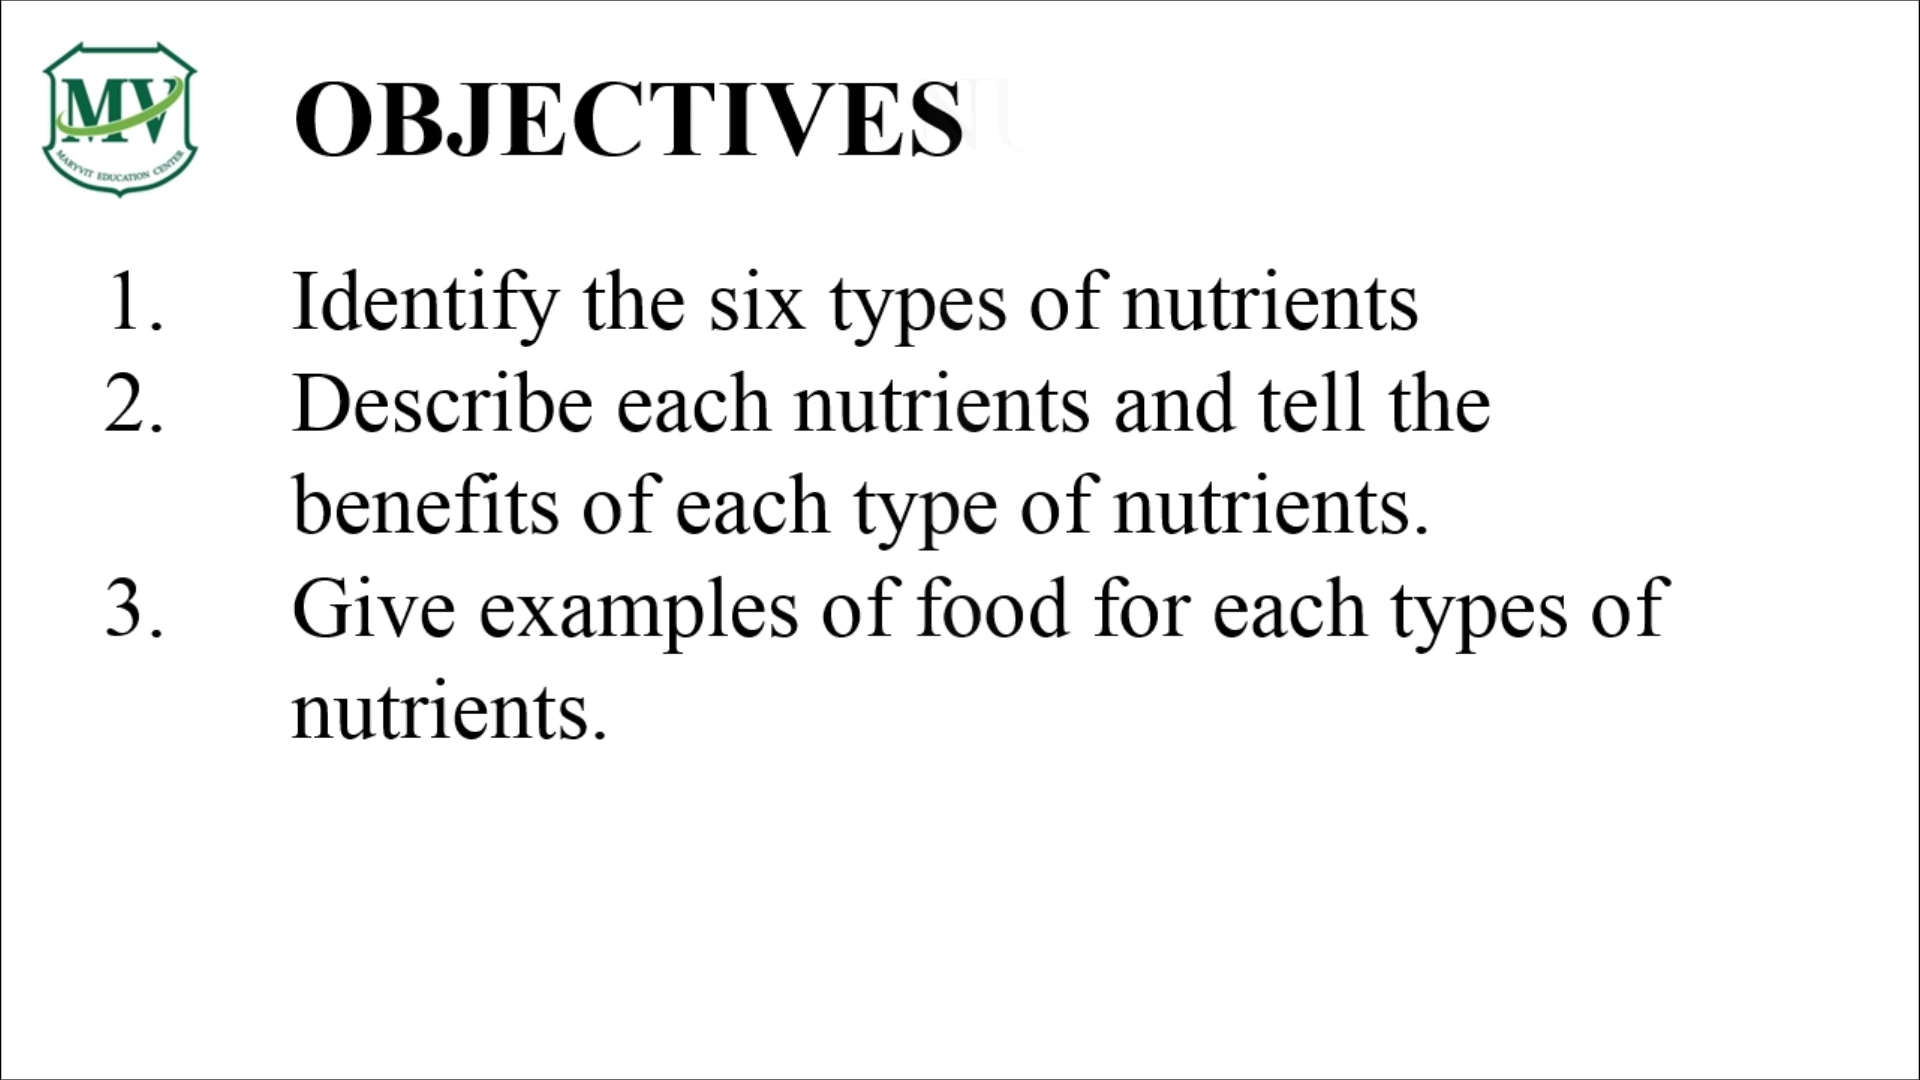 MV
MARYVIT EDUCATION CENTER
OBJECTIVES
1. Identify the six types of nutrients
2. Describe each nutrients and tell the
benefits of each type of nutrients.
3. Give examples of food for each types of
nutrients.